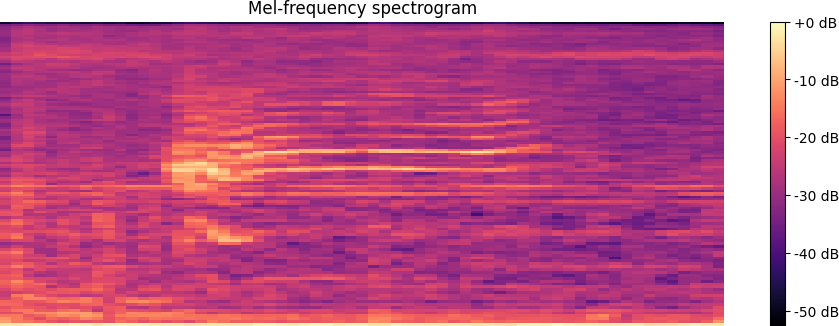 Mel-frequency spectrogram
+0 dB
-10 dB
-20 dB
-30 dB
-40 dB
-50 dB